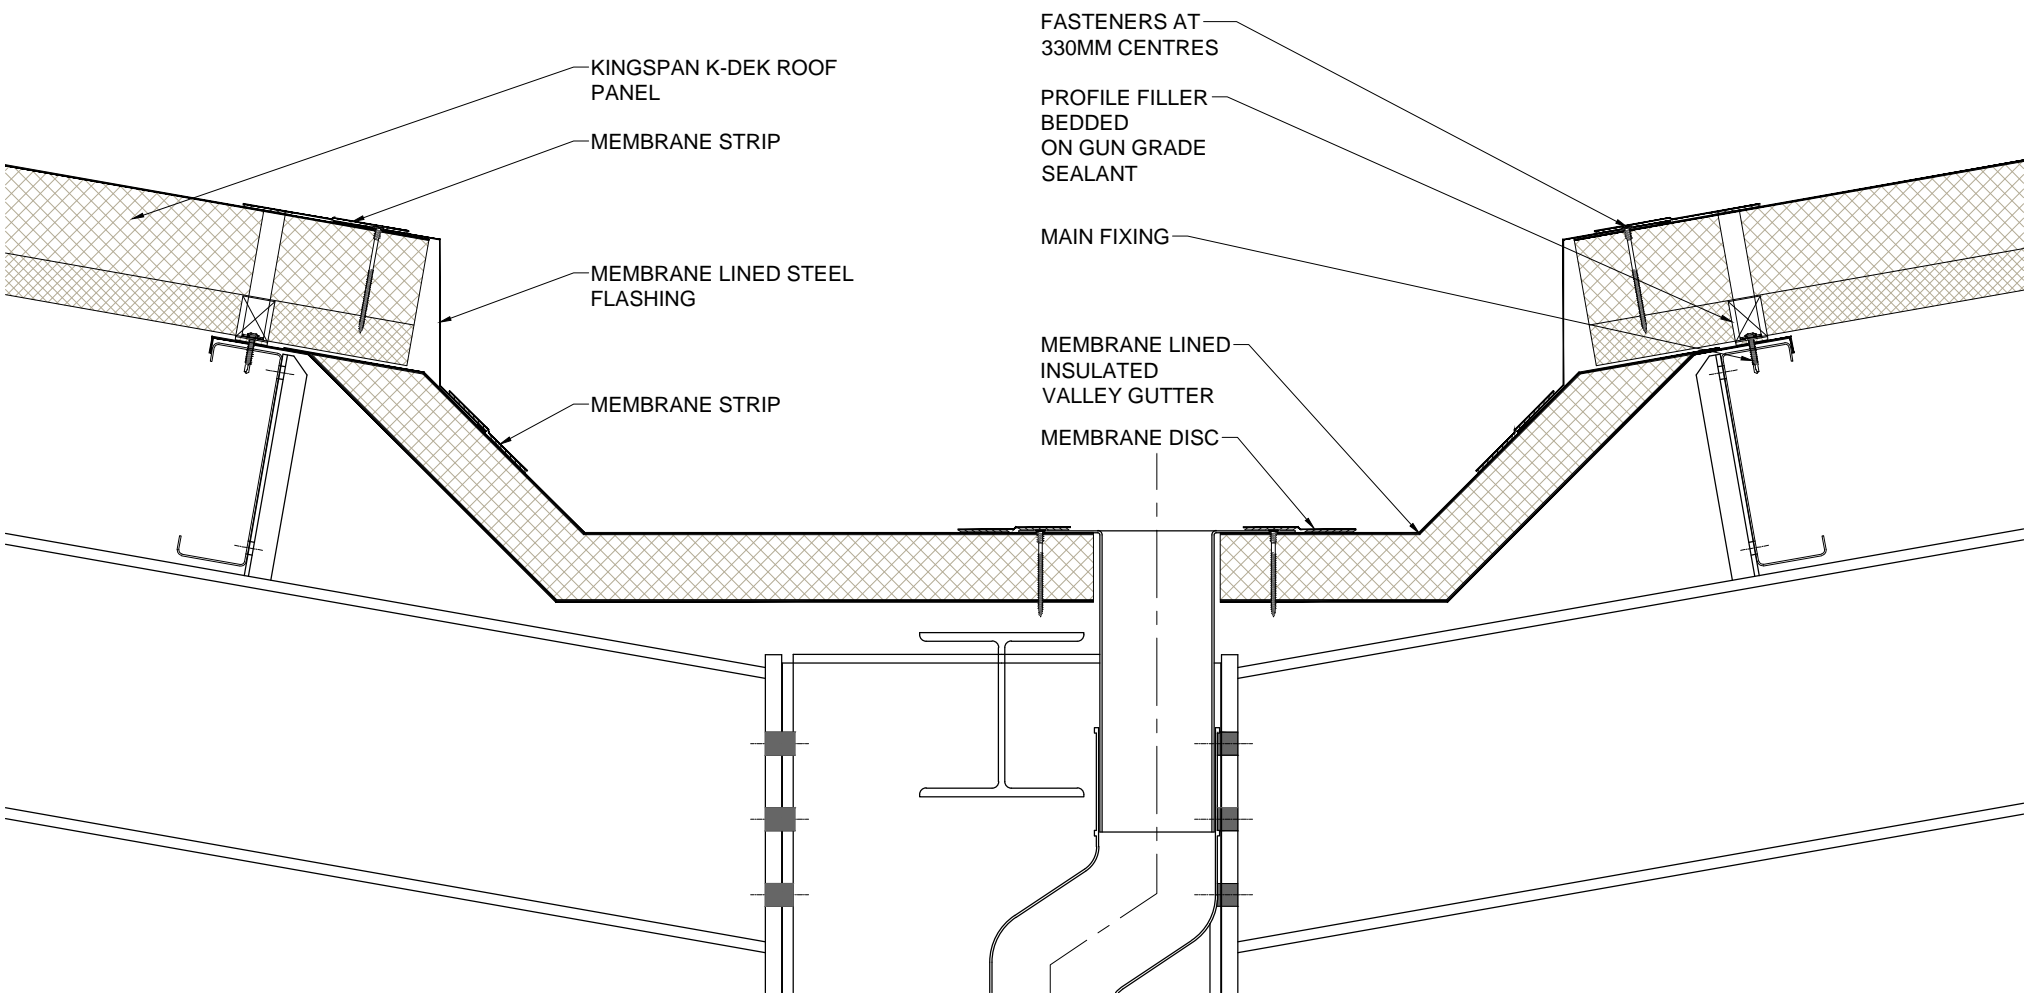 KINGSPAN K-DEK ROOF
PANEL
MEMBRANE STRIP
MEMBRANE LINED STEEL
FLASHING
MEMBRANE STRIP
FASTENERS AT
330MM CENTRES
PROFILE FILLER
BEDDED
ON GUN GRADE
SEALANT
MAIN FIXING
MEMBRANE LINED
INSULATED
VALLEY GUTTER
MEMBRANE DISC